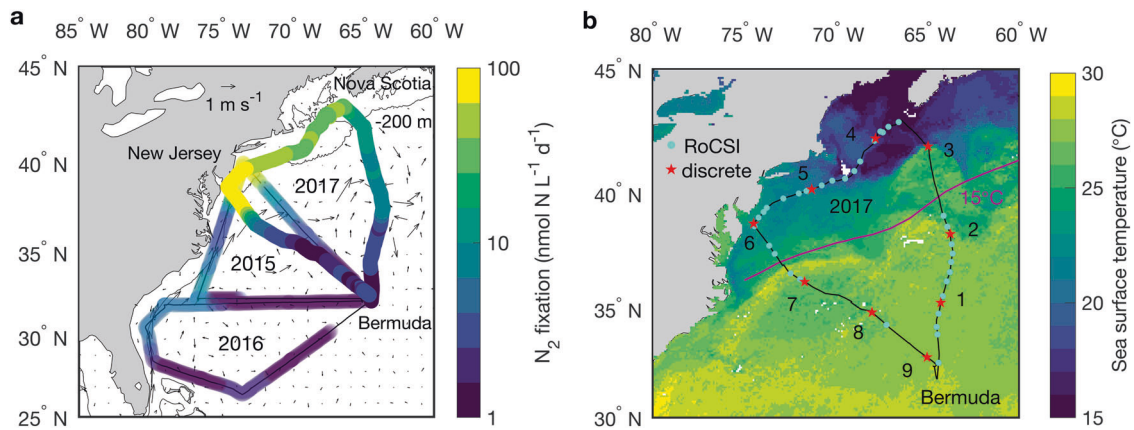 a
85° W 80° W 75° W 70° W 65° W 60° W
45° N
40° N
35° N
30° N
25° N
1 m s⁻¹
Nova Scotia
-200 m
New Jersey
2017
2015
Bermuda
2016
100
10
1
N₂ fixation (nmol N L⁻¹ d⁻¹)
b
80° W 70° W 65° W 60° W
45° N
40° N
35° N
30° N
RoCSI
discrete
4
3
5
2017
15°C
6
2
7
1
8
9
Bermuda
30
25
20
15
Sea surface temperature (°C)